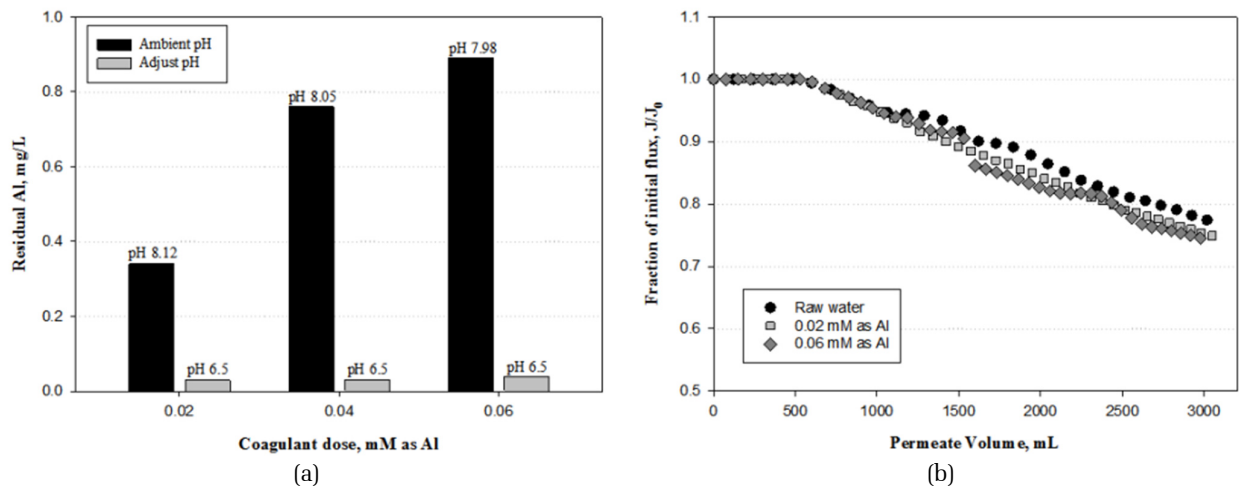 1.0
0.8
0.6
0.4
0.2
0.0
Residual Al, mg/L
Ambient pH
Adjust pH
pH 8.12
pH 6.5
pH 8.05
pH 6.5
pH 7.98
pH 6.5
0.02
0.04
0.06
Coagulant dose, mM as Al
(a)
1.1
1.0
0.9
0.8
0.7
0.6
0.5
Fraction of initial flux, J/J0
Raw water
0.02 mM as Al
0.06 mM as Al
0
500
1000
1500
2000
2500
3000
Permeate Volume, mL
(b)